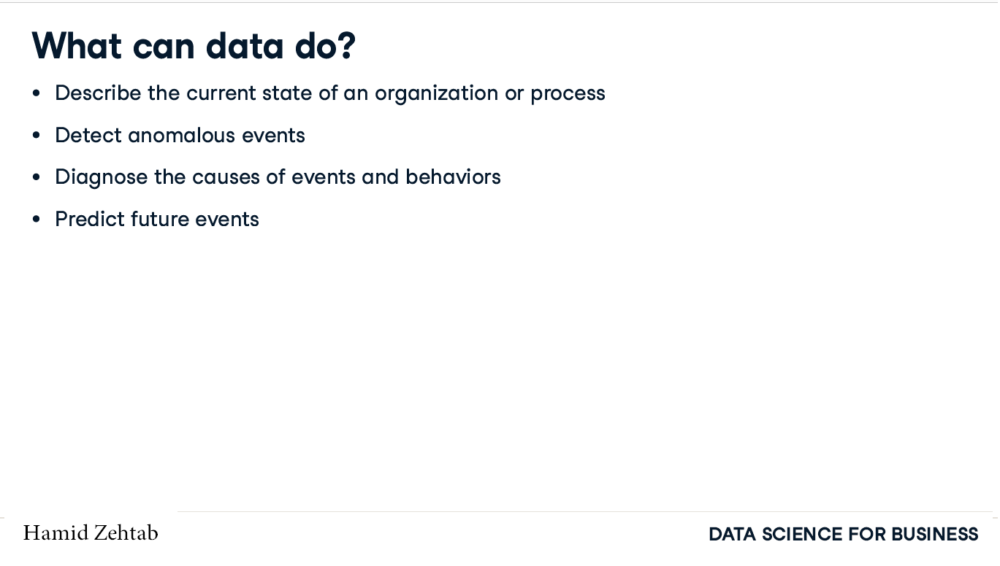 What can data do?
• Describe the current state of an organization or process
• Detect anomalous events
• Diagnose the causes of events and behaviors
• Predict future events
Hamid Zehtab
DATA SCIENCE FOR BUSINESS